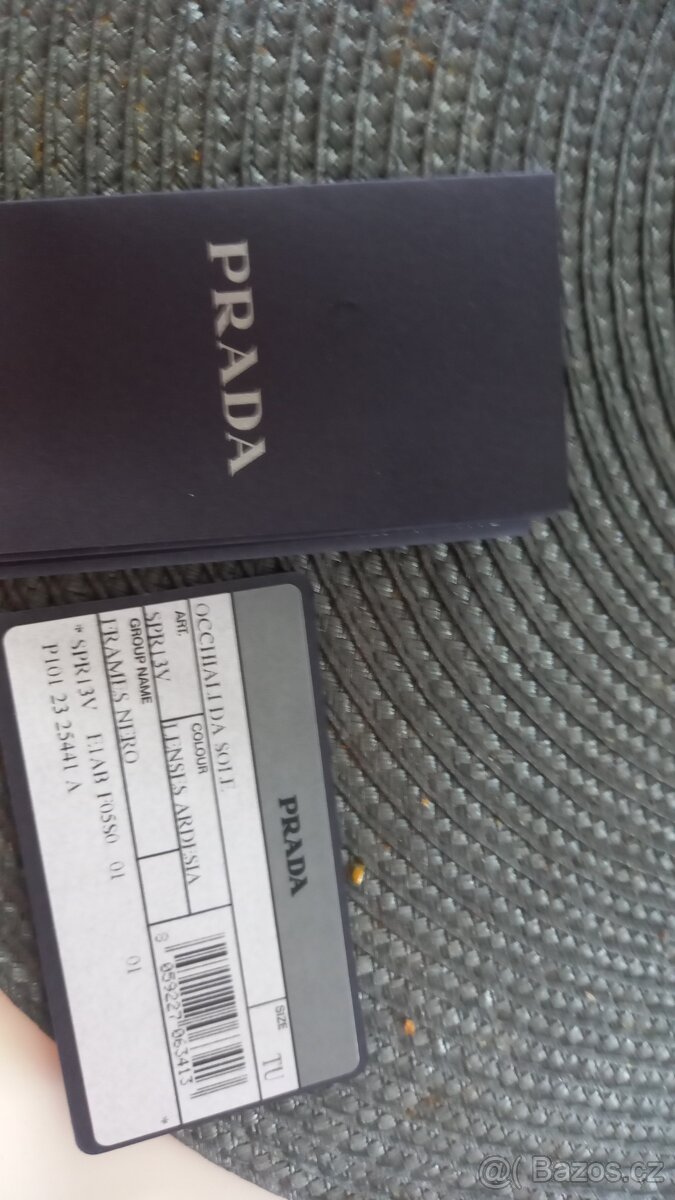 PRADA
PRADA
SIZE
OCCHIALI DA SOLE
TU
ART.
COLOUR
SPR13V
LENSES ARDESIA
GROUP NAME
FRAMES NERO
8 059227 063413
* SPR13V E1AB F05S0 01 01 *
P101 23 25441 A
@( Bazos.cz